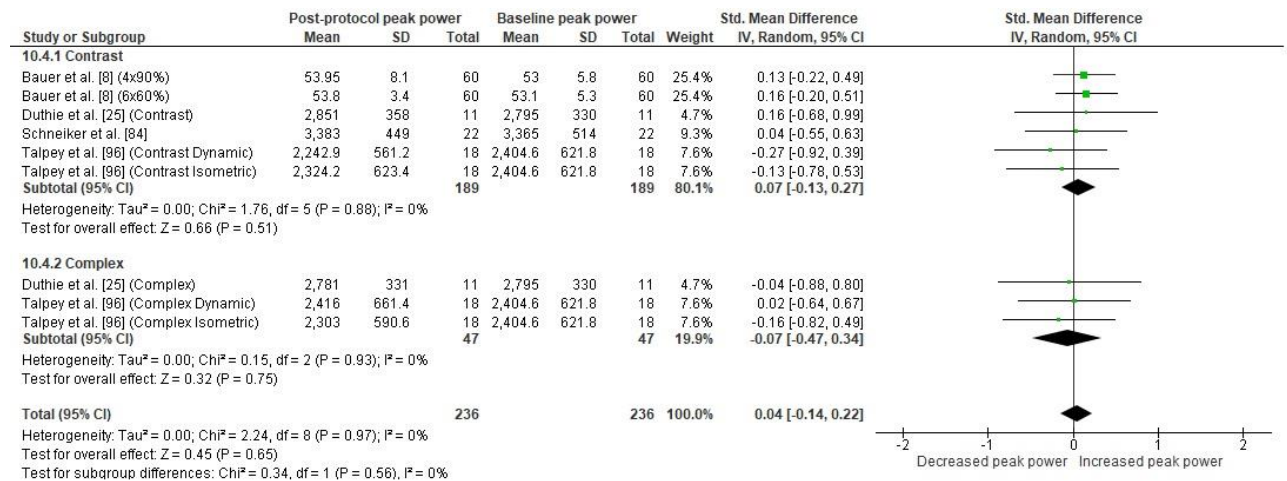 Post-protocol peak power Baseline peak power Std. Mean Difference Std. Mean Difference
Study or Subgroup Mean SD Total Mean SD Total Weight IV, Random, 95% CI IV, Random, 95% CI
10.4.1 Contrast
Bauer et al. [8] (4x90%) 53.95 8.1 60 53 5.8 60 25.4% 0.13 [-0.22, 0.49]
Bauer et al. [8] (6x60%) 53.8 3.4 60 53.1 5.3 60 25.4% 0.16 [-0.20, 0.51]
Duthie et al. [25] (Contrast) 2,851 358 11 2,795 330 11 4.7% 0.16 [-0.68, 0.99]
Schneiker et al. [84] 3,383 449 22 3,365 514 22 9.3% 0.04 [-0.55, 0.63]
Talpey et al. [96] (Contrast Dynamic) 2,242.9 561.2 18 2,404.6 621.8 18 7.6% -0.27 [-0.92, 0.39]
Talpey et al. [96] (Contrast Isometric) 2,324.2 623.4 18 2,404.6 621.8 18 7.6% -0.13 [-0.78, 0.53]
Subtotal (95% CI) 189 189 80.1% 0.07 [-0.13, 0.27]
Heterogeneity: Tau² = 0.00; Chi² = 1.76, df = 5 (P = 0.88); I² = 0%
Test for overall effect: Z = 0.66 (P = 0.51)
10.4.2 Complex
Duthie et al. [25] (Complex) 2,781 331 11 2,795 330 11 4.7% -0.04 [-0.88, 0.80]
Talpey et al. [96] (Complex Dynamic) 2,416 661.4 18 2,404.6 621.8 18 7.6% 0.02 [-0.64, 0.67]
Talpey et al. [96] (Complex Isometric) 2,303 590.6 18 2,404.6 621.8 18 7.6% -0.16 [-0.82, 0.49]
Subtotal (95% CI) 47 47 19.9% -0.07 [-0.47, 0.34]
Heterogeneity: Tau² = 0.00; Chi² = 0.15, df = 2 (P = 0.93); I² = 0%
Test for overall effect: Z = 0.32 (P = 0.75)
Total (95% CI) 236 236 100.0% 0.04 [-0.14, 0.22]
Heterogeneity: Tau² = 0.00; Chi² = 2.24, df = 8 (P = 0.97); I² = 0%
Test for overall effect: Z = 0.45 (P = 0.65)
Test for subgroup differences: Chi² = 0.34, df = 1 (P = 0.56), I² = 0%
-2 -1 0 1 2
Decreased peak power Increased peak power